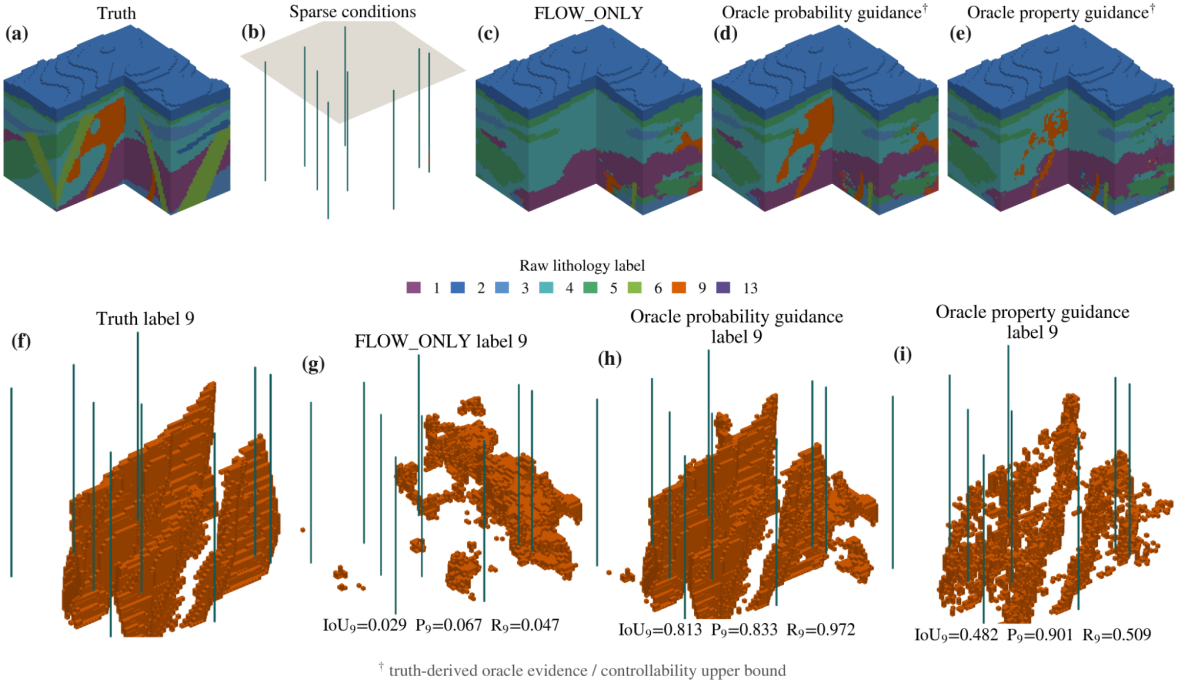 Truth
(a)
Sparse conditions
(b)
FLOW_ONLY
(c)
Oracle probability guidance†
(d)
Oracle property guidance†
(e)
Raw lithology label
1 2 3 4 5 6 9 13
Truth label 9
(f)
FLOW_ONLY label 9
(g)
IoU₉=0.029 P₉=0.067 R₉=0.047
Oracle probability guidance
label 9
(h)
IoU₉=0.813 P₉=0.833 R₉=0.972
Oracle property guidance
label 9
(i)
IoU₉=0.482 P₉=0.901 R₉=0.509
† truth-derived oracle evidence / controllability upper bound